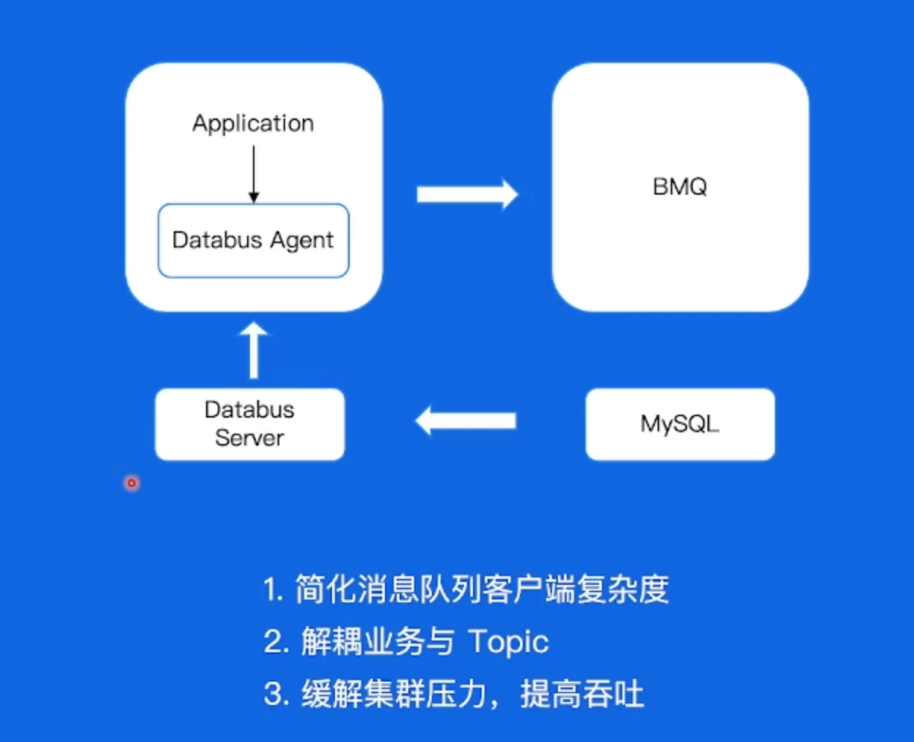 Application
Databus Agent
BMQ
Databus
Server
MySQL
1. 简化消息队列客户端复杂度
2. 解耦业务与 Topic
3. 缓解集群压力，提高吞吐